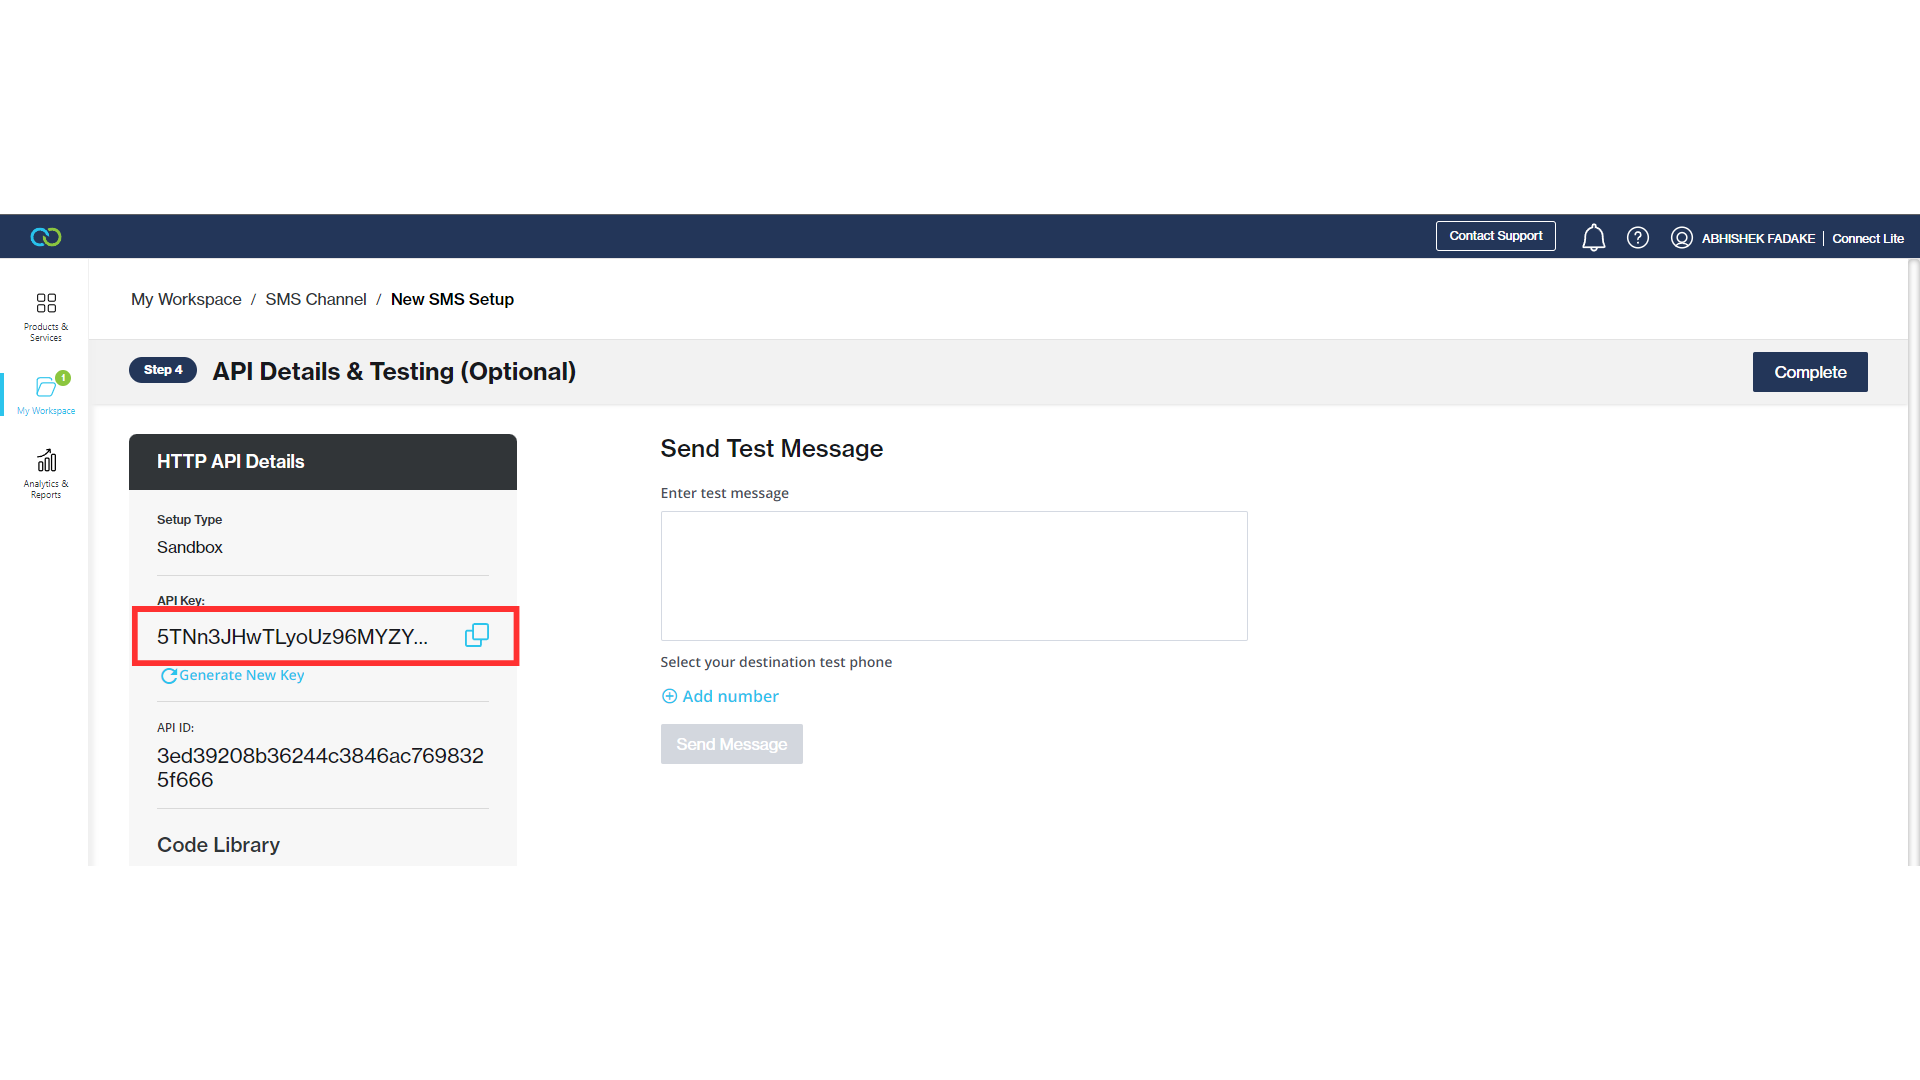 Contact Support
?
ABHISHEK FADAKE | Connect Lite
Products &
Services
1
My Workspace
Analytics &
Reports
My Workspace / SMS Channel / New SMS Setup
Step 4
API Details & Testing (Optional)
Complete
HTTP API Details
Setup Type
Sandbox
API Key:
5TNn3JHwTLyoUz96MYZY...
Generate New Key
API ID:
3ed39208b36244c3846ac769832
5f666
Code Library
Send Test Message
Enter test message
Select your destination test phone
Add number
Send Message